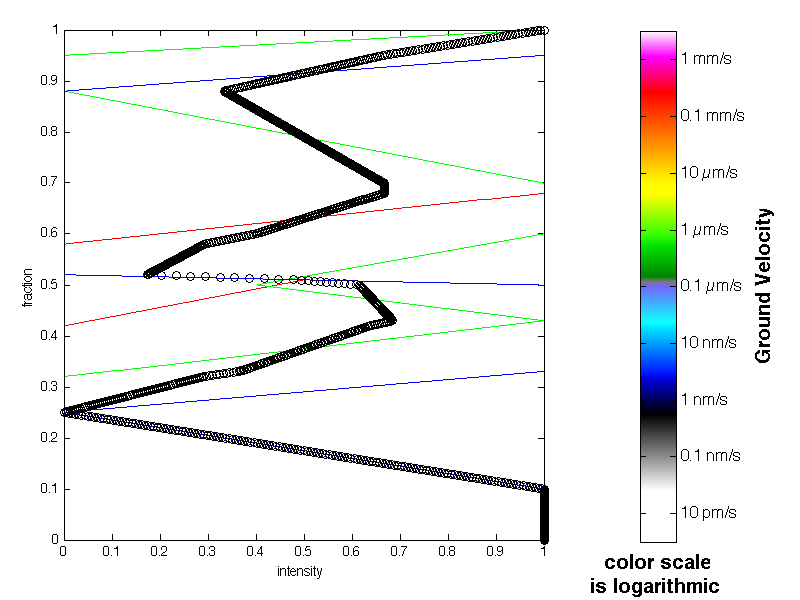 1
0.9
0.8
0.7
0.6
0.5
0.4
0.3
0.2
0.1
0
fraction
0 0.1 0.2 0.3 0.4 0.5 0.6 0.7 0.8 0.9 1
intensity
1 mm/s
0.1 mm/s
10 µm/s
1 µm/s
0.1 µm/s
10 nm/s
1 nm/s
0.1 nm/s
10 pm/s
Ground Velocity
color scale
is logarithmic